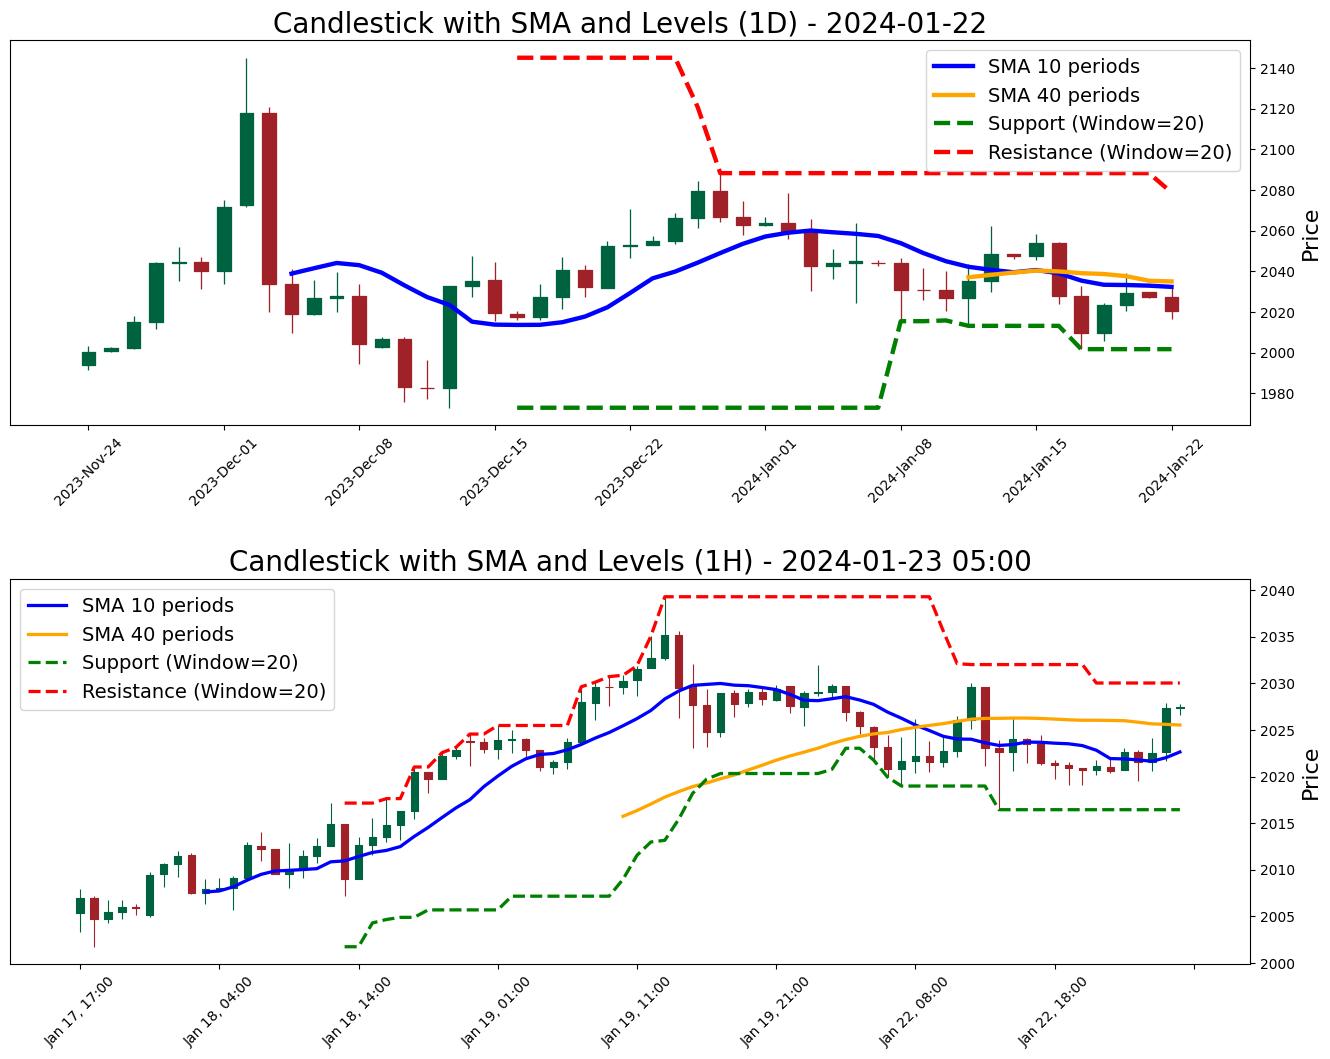 Candlestick with SMA and Levels (1D) - 2024-01-22
SMA 10 periods
SMA 40 periods
Support (Window=20)
Resistance (Window=20)
2140
2120
2100
2080
2060
2040
2020
2000
1980
Price
2023-Nov-24
2023-Dec-01
2023-Dec-08
2023-Dec-15
2023-Dec-22
2024-Jan-01
2024-Jan-08
2024-Jan-15
2024-Jan-22
Candlestick with SMA and Levels (1H) - 2024-01-23 05:00
SMA 10 periods
SMA 40 periods
Support (Window=20)
Resistance (Window=20)
2040
2035
2030
2025
2020
2015
2010
2005
2000
Price
Jan 17, 17:00
Jan 18, 04:00
Jan 18, 14:00
Jan 19, 01:00
Jan 19, 11:00
Jan 19, 21:00
Jan 22, 08:00
Jan 22, 18:00